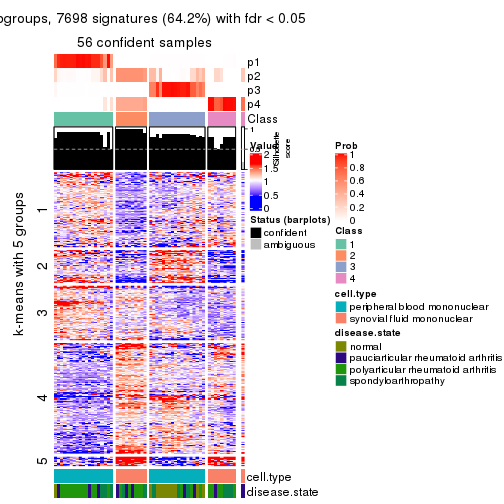 ogroups, 7698 signatures (64.2%) with fdr < 0.05
56 confident samples
p1
p2
p3
p4
Class
1
Silhouette
score
k-means with 5 groups
1
2
3
4
5
cell.type
disease.state
Value
2
1.5
1
0.5
0
Status (barplots)
confident
ambiguous
Prob
1
0.8
0.6
0.4
0.2
0
Class
1
2
3
4
cell.type
peripheral blood mononuclear
synovial fluid mononuclear
disease.state
normal
pauciarticular rheumatoid arthritis
polyarticular rheumatoid arthritis
spondyloarthropathy